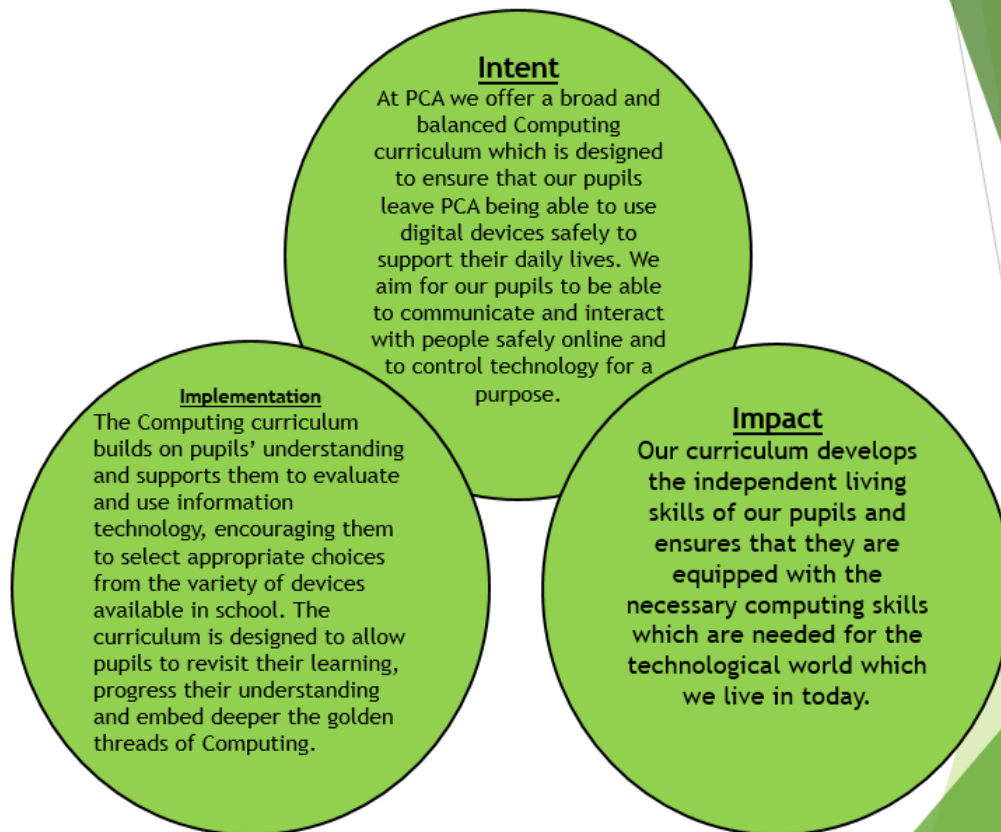 Intent
At PCA we offer a broad and
balanced Computing
curriculum which is designed
to ensure that our pupils
leave PCA being able to use
digital devices safely to
support their daily lives. We
aim for our pupils to be able
to communicate and interact
with people safely online and
to control technology for a
purpose.
Implementation
The Computing curriculum
builds on pupils’ understanding
and supports them to evaluate
and use information
technology, encouraging them
to select appropriate choices
from the variety of devices
available in school. The
curriculum is designed to allow
pupils to revisit their learning,
progress their understanding
and embed deeper the golden
threads of Computing.
Impact
Our curriculum develops
the independent living
skills of our pupils and
ensures that they are
equipped with the
necessary computing skills
which are needed for the
technological world which
we live in today.